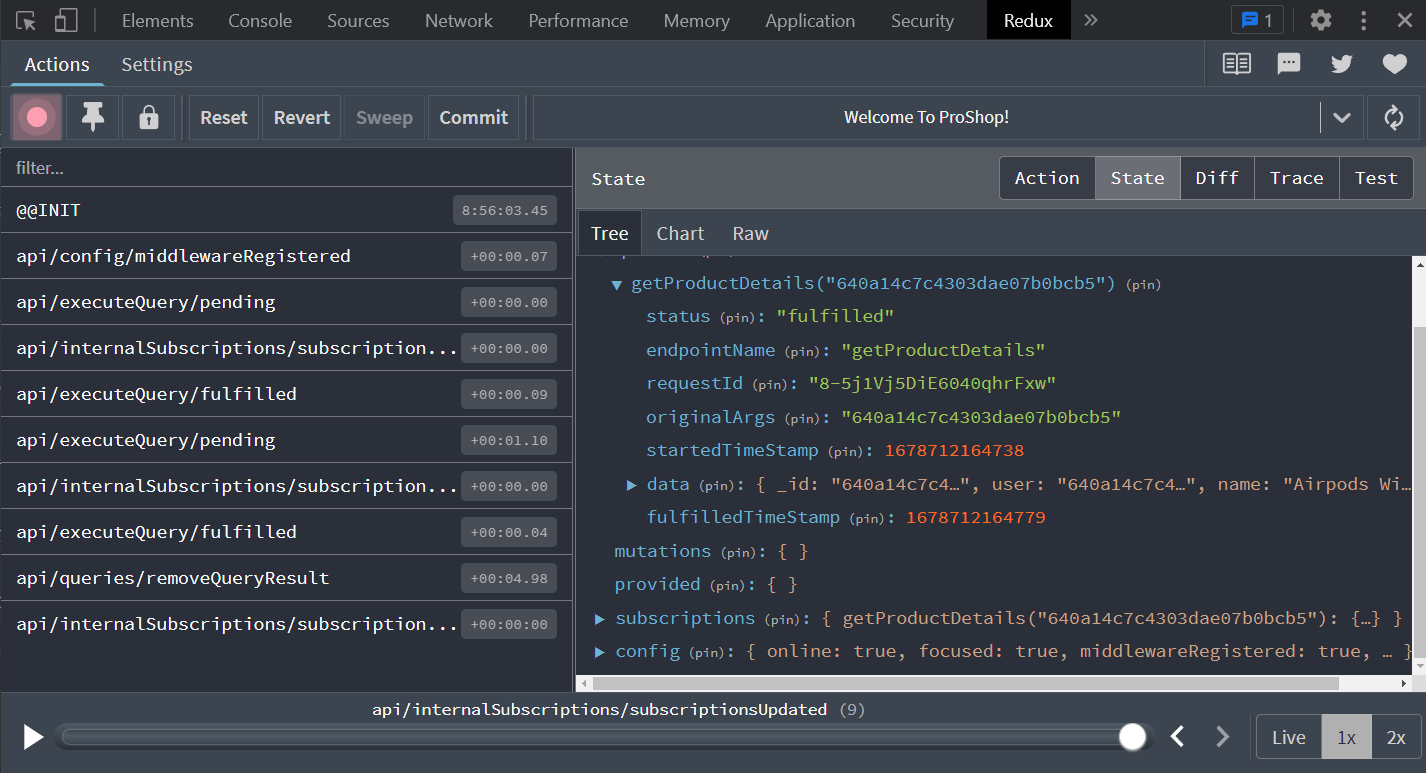 Elements Console Sources Network Performance Memory Application Security Redux » 1
Actions Settings
Reset Revert Sweep Commit Welcome To ProShop!
filter...
@@INIT 8:56:03.45
api/config/middlewareRegistered +00:00.07
api/executeQuery/pending +00:00.00
api/internalSubscriptions/subscription... +00:00.00
api/executeQuery/fulfilled +00:00.09
api/executeQuery/pending +00:01.10
api/internalSubscriptions/subscription... +00:00.00
api/executeQuery/fulfilled +00:00.04
api/queries/removeQueryResult +00:04.98
api/internalSubscriptions/subscription... +00:00:00
State Action State Diff Trace Test
Tree Chart Raw
getProductDetails("640a14c7c4303dae07b0bcb5") (pin)
status (pin): "fulfilled"
endpointName (pin): "getProductDetails"
requestId (pin): "8-5j1Vj5DiE6040qhrFxw"
originalArgs (pin): "640a14c7c4303dae07b0bcb5"
startedTimeStamp (pin): 1678712164738
data (pin): { _id: "640a14c7c4…", user: "640a14c7c4…", name: "Airpods Wi…
fulfilledTimeStamp (pin): 1678712164779
mutations (pin): { }
provided (pin): { }
subscriptions (pin): { getProductDetails("640a14c7c4303dae07b0bcb5"): {…} }
config (pin): { online: true, focused: true, middlewareRegistered: true, … }
api/internalSubscriptions/subscriptionsUpdated (9)
Live 1x 2x